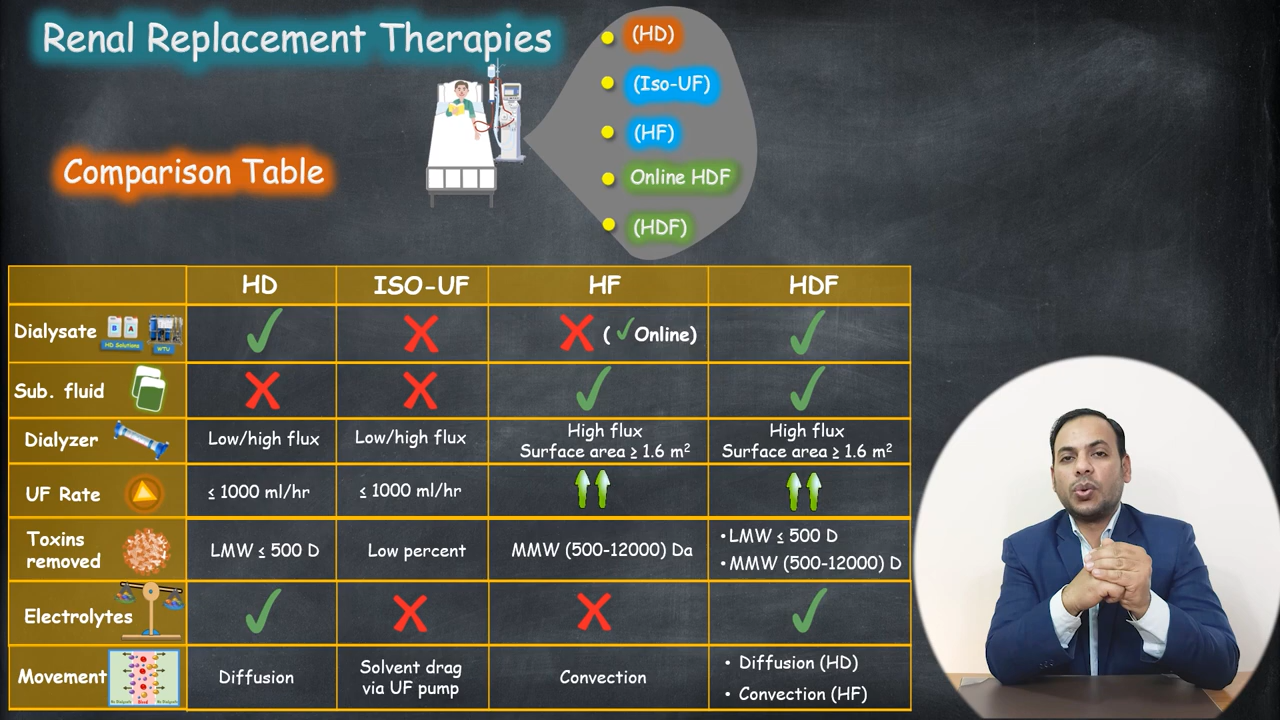 Renal Replacement Therapies
(HD)
(Iso-UF)
(HF)
Online HDF
(HDF)
Comparison Table
HD ISO-UF HF HDF
Dialysate B A HD Solutions WTU ( ✓Online)
Sub. fluid
Dialyzer Low/high flux Low/high flux High flux Surface area ≥ 1.6 m² High flux Surface area ≥ 1.6 m²
UF Rate ≤ 1000 ml/hr ≤ 1000 ml/hr
Toxins removed LMW ≤ 500 D Low percent MMW (500-12000) Da • LMW ≤ 500 D • MMW (500-12000) D
Electrolytes
Movement Diffusion Solvent drag via UF pump Convection • Diffusion (HD) • Convection (HF)